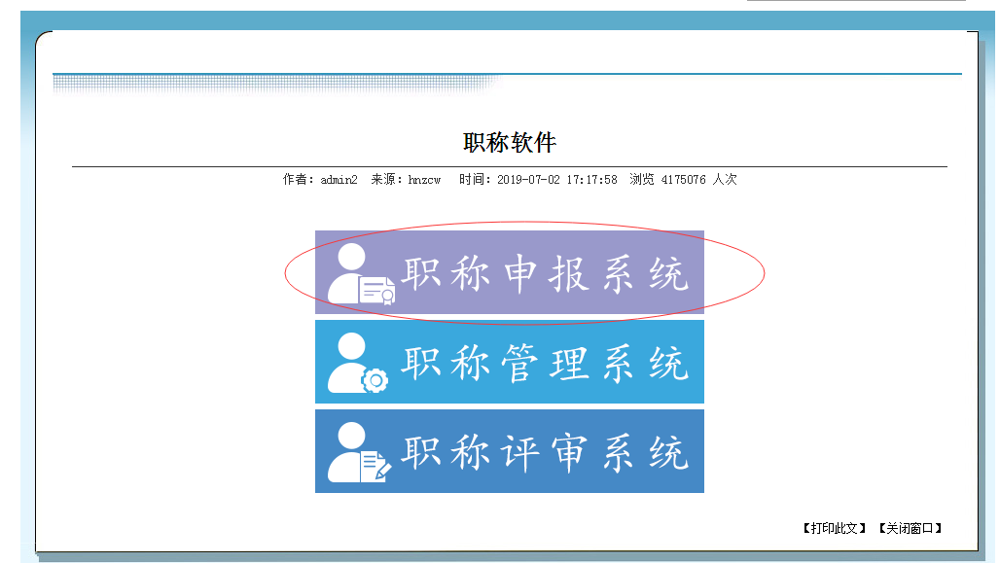 职称软件
作者：admin2 来源：hnzcw 时间：2019-07-02 17:17:58 浏览 4175076 人次
职称申报系统
职称管理系统
职称评审系统
【打印此文】【关闭窗口】